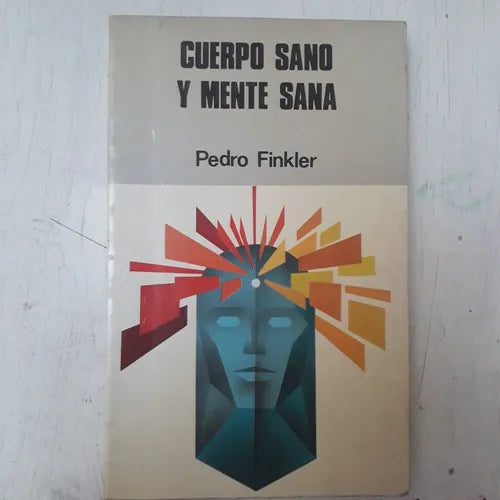 CUERPO SANO
Y MENTE SANA
Pedro Finkler